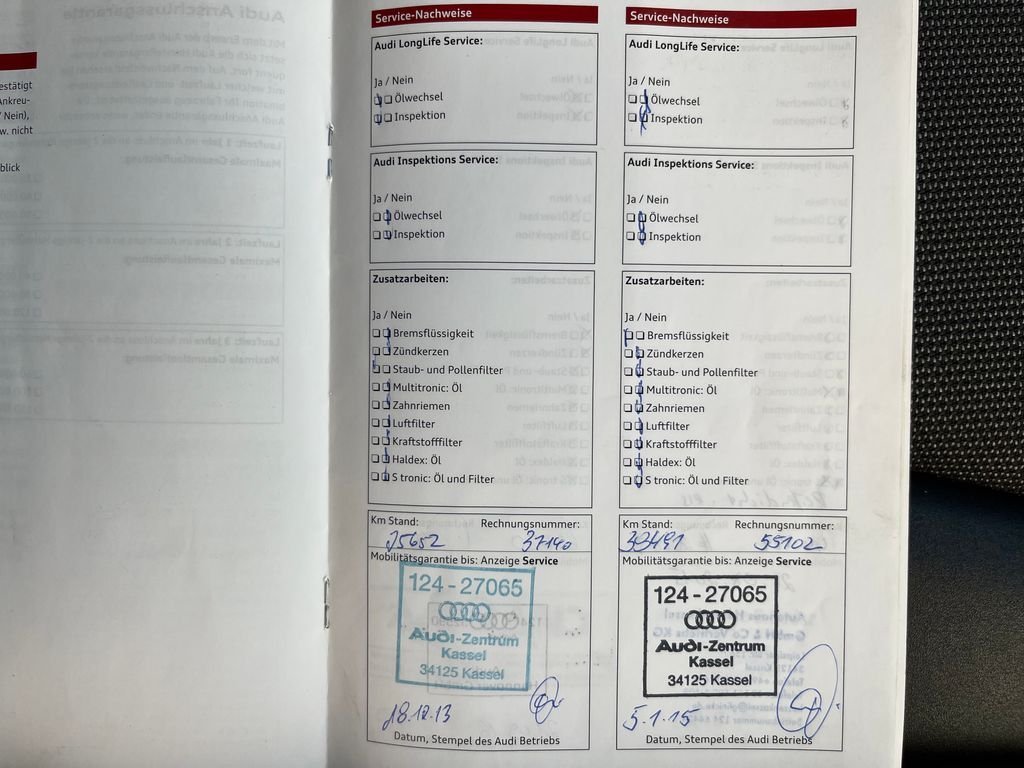 estätigt
Ankreu-
/ Nein),
w. nicht
blick
Service-Nachweise
Audi LongLife Service:
Ja / Nein
Ölwechsel
Inspektion
Audi Inspektions Service:
Ja / Nein
Ölwechsel
Inspektion
Zusatzarbeiten:
Ja / Nein
Bremsflüssigkeit
Zündkerzen
Staub- und Pollenfilter
Multitronic: Öl
Zahnriemen
Luftfilter
Kraftstofffilter
Haldex: Öl
S tronic: Öl und Filter
Km Stand: Rechnungsnummer:
37140
Mobilitätsgarantie bis: Anzeige Service
124-27065
Audi-Zentrum
Kassel
34125 Kassel
18.12.13
Datum, Stempel des Audi Betriebs
Service-Nachweise
Audi LongLife Service:
Ja / Nein
Ölwechsel
Inspektion
Audi Inspektions Service:
Ja / Nein
Ölwechsel
Inspektion
Zusatzarbeiten:
Ja / Nein
Bremsflüssigkeit
Zündkerzen
Staub- und Pollenfilter
Multitronic: Öl
Zahnriemen
Luftfilter
Kraftstofffilter
Haldex: Öl
S tronic: Öl und Filter
Km Stand: Rechnungsnummer:
55102
Mobilitätsgarantie bis: Anzeige Service
124-27065
Audi-Zentrum
Kassel
34125 Kassel
5.1.15
Datum, Stempel des Audi Betriebs